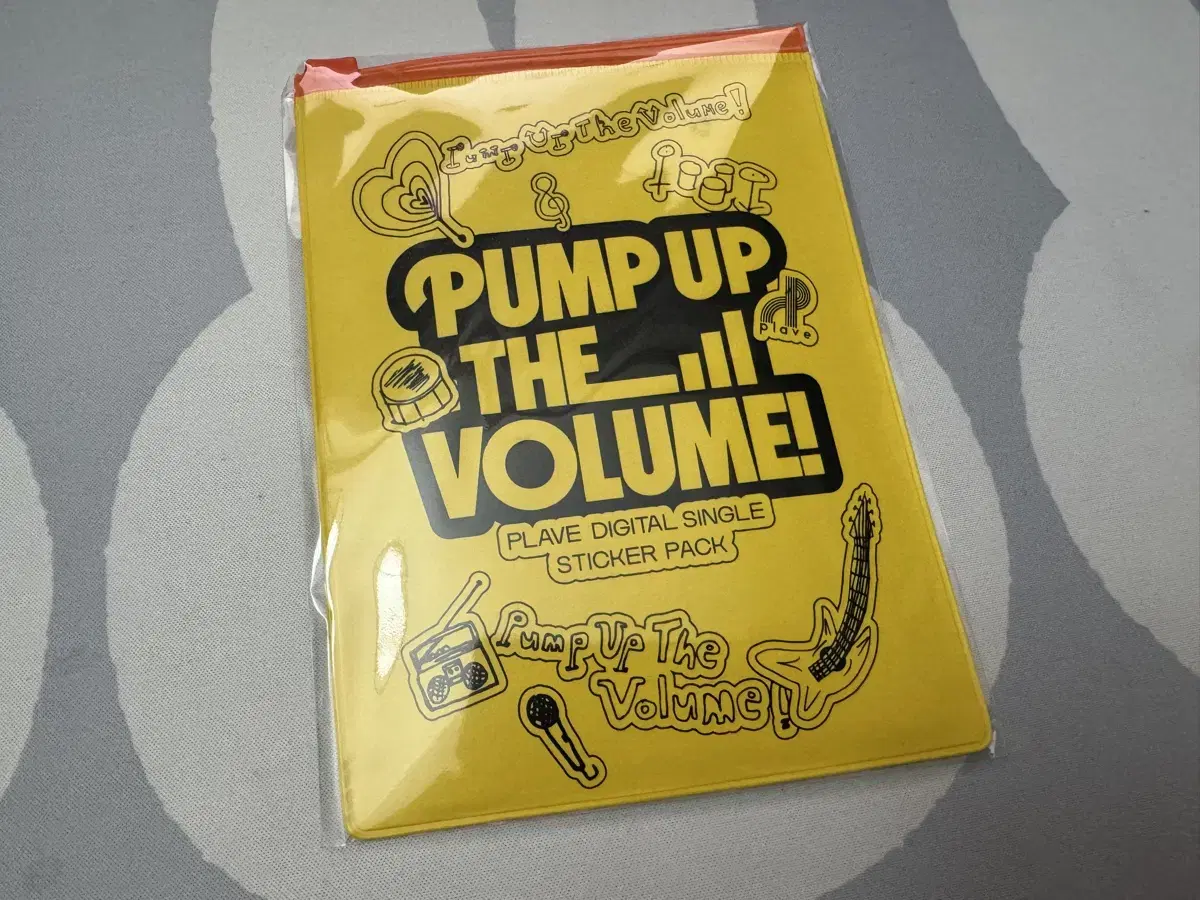 Pump Up The Volume!
PUMP UP
THE
VOLUME!
plave
PLAVE DIGITAL SINGLE
STICKER PACK
Pump Up The
Volume!